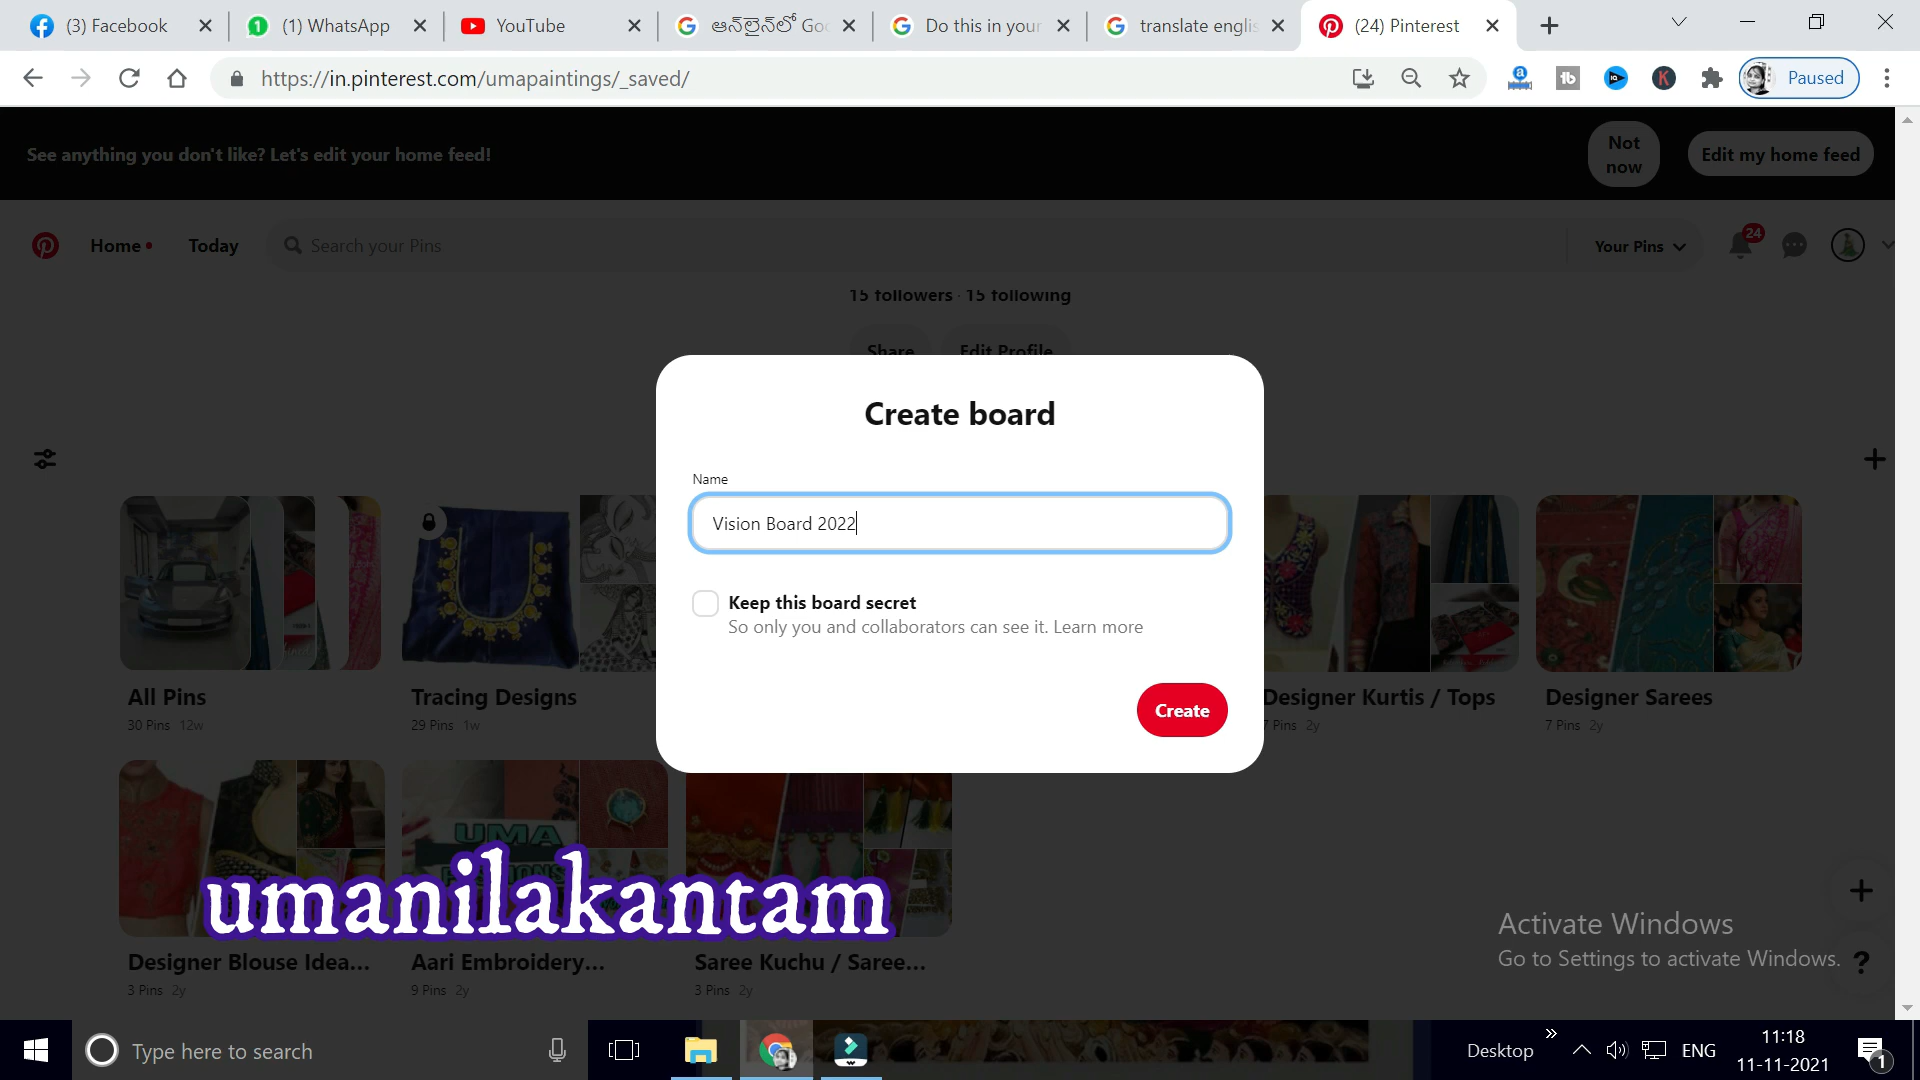 (3) Facebook
(1) WhatsApp
YouTube
ఆన్‌లైన్‌లో Goo
Do this in your
translate englis
(24) Pinterest
https://in.pinterest.com/umapaintings/_saved/
Paused
See anything you don't like? Let's edit your home feed!
Not
now
Edit my home feed
Home
Today
Search your Pins
Your Pins
24
15 followers · 15 following
Share
Edit Profile
Create board
Name
Vision Board 2022
Keep this board secret
So only you and collaborators can see it. Learn more
Create
All Pins
30 Pins 12w
Tracing Designs
29 Pins 1w
Designer Kurtis / Tops
7 Pins 2y
Designer Sarees
7 Pins 2y
UMA
umanilakantam
Designer Blouse Idea...
3 Pins 2y
Aari Embroidery...
9 Pins 2y
Saree Kuchu / Saree...
3 Pins 2y
Activate Windows
Go to Settings to activate Windows.
?
Type here to search
Desktop
ENG
11:18
11-11-2021
1